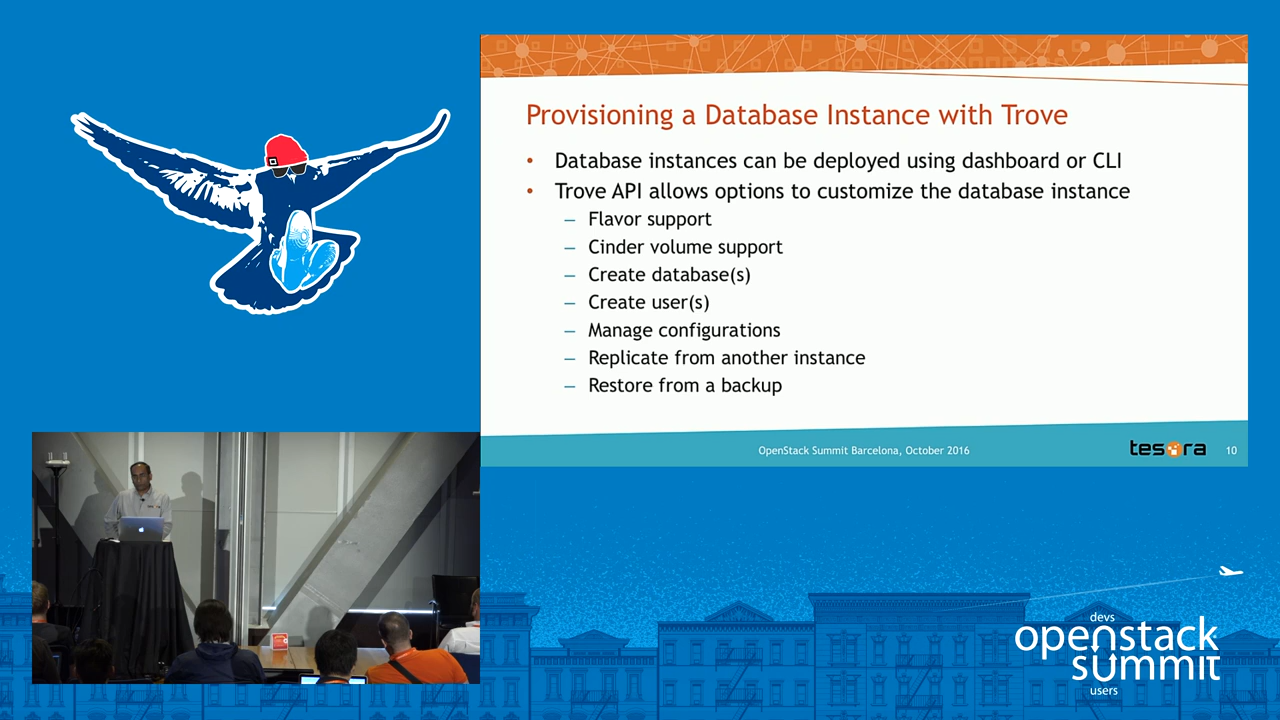 Provisioning a Database Instance with Trove
• Database instances can be deployed using dashboard or CLI
• Trove API allows options to customize the database instance
– Flavor support
– Cinder volume support
– Create database(s)
– Create user(s)
– Manage configurations
– Replicate from another instance
– Restore from a backup
OpenStack Summit Barcelona, October 2016
tesora
10
devs
openstack
summit
users